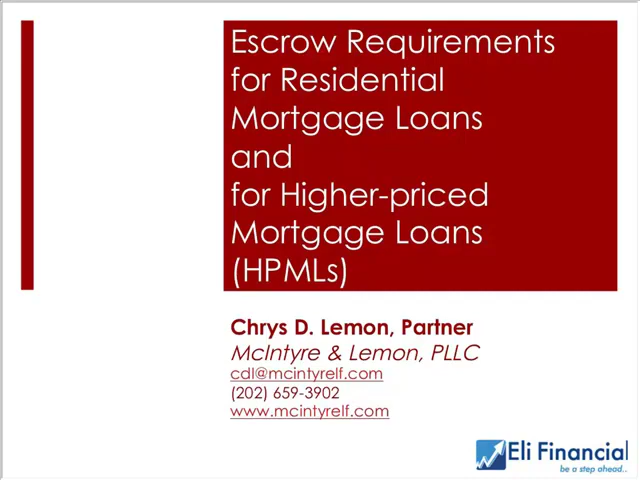 Escrow Requirements
for Residential
Mortgage Loans
and
for Higher-priced
Mortgage Loans
(HPMLs)
Chrys D. Lemon, Partner
McIntyre & Lemon, PLLC
cdl@mcintyrelf.com
(202) 659-3902
www.mcintyrelf.com
Eli Financial
be a step ahead..